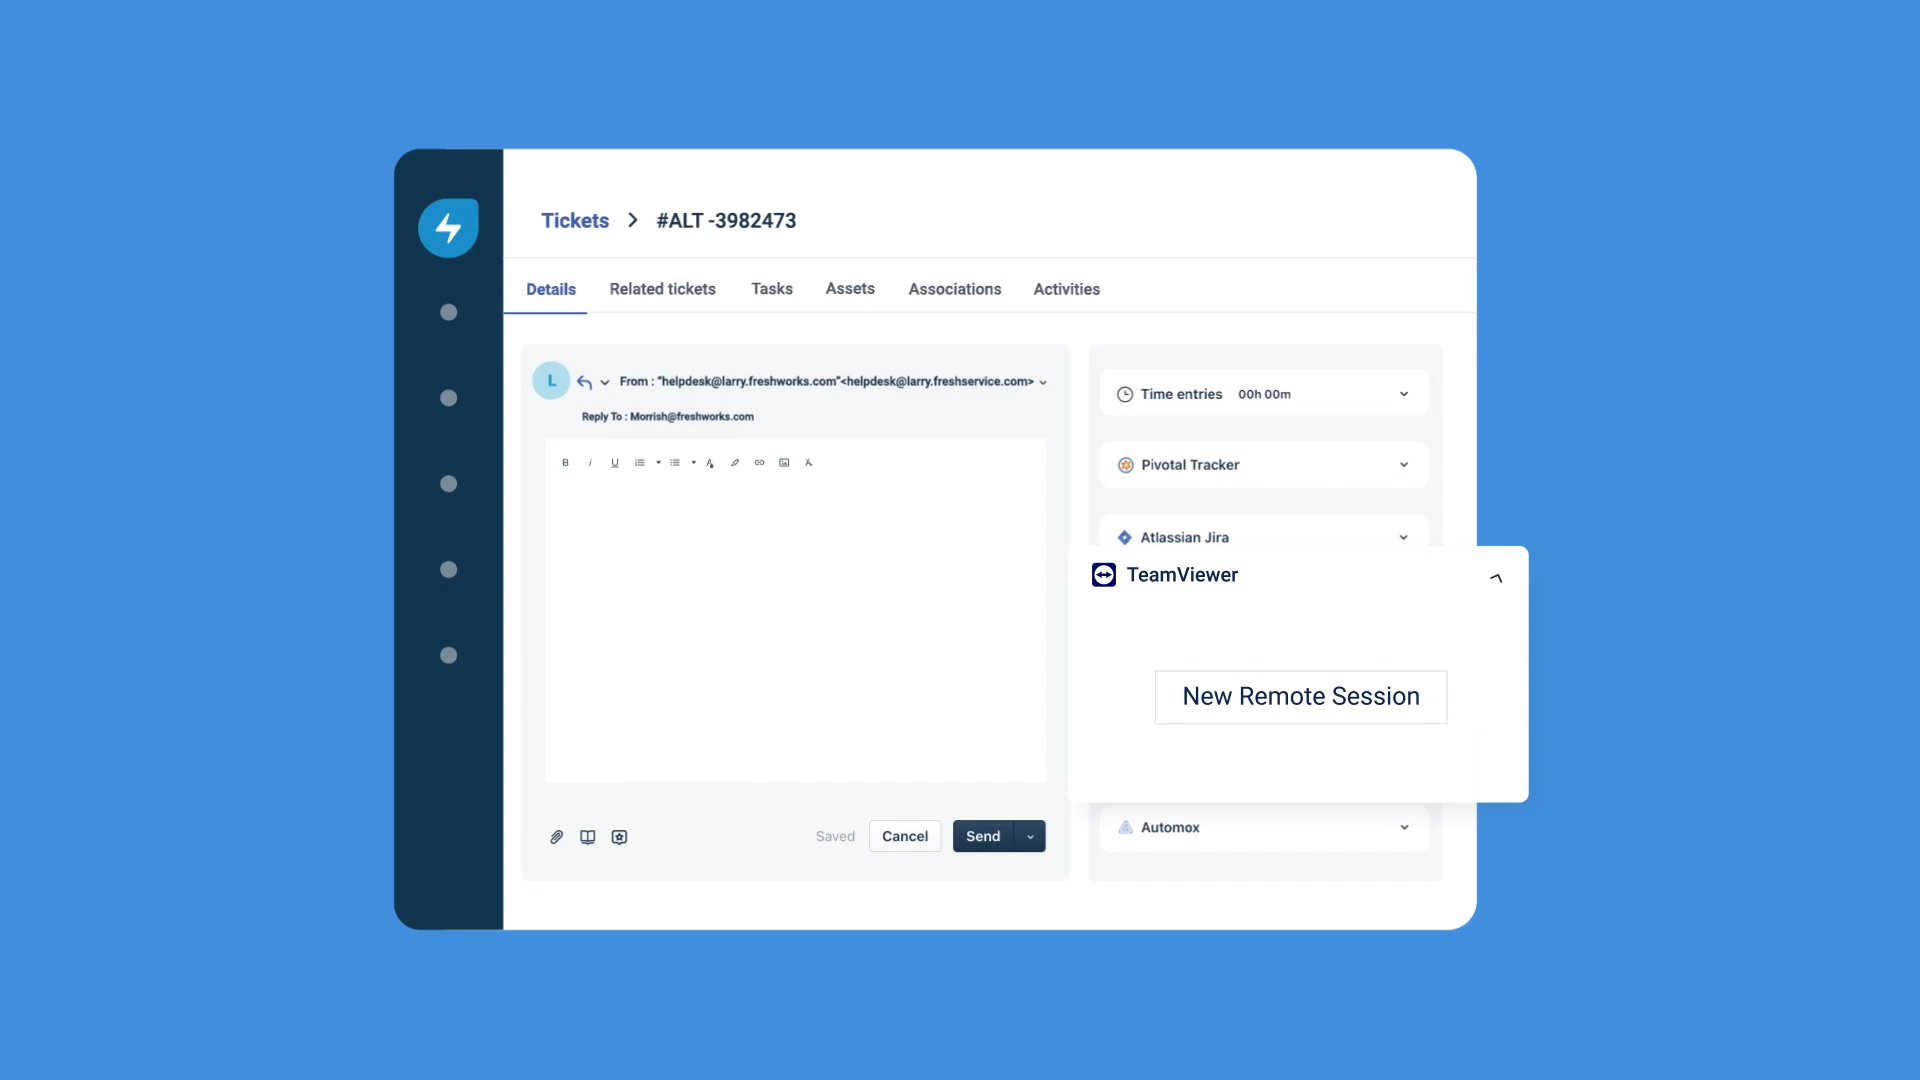 Tickets > #ALT -3982473
Details Related tickets Tasks Assets Associations Activities
L From : "helpdesk@larry.freshworks.com"<helpdesk@larry.freshservice.com>
Reply To : Morrish@freshworks.com
B i U A
Saved Cancel Send
Time entries 00h 00m
Pivotal Tracker
Atlassian Jira
TeamViewer
New Remote Session
Automox